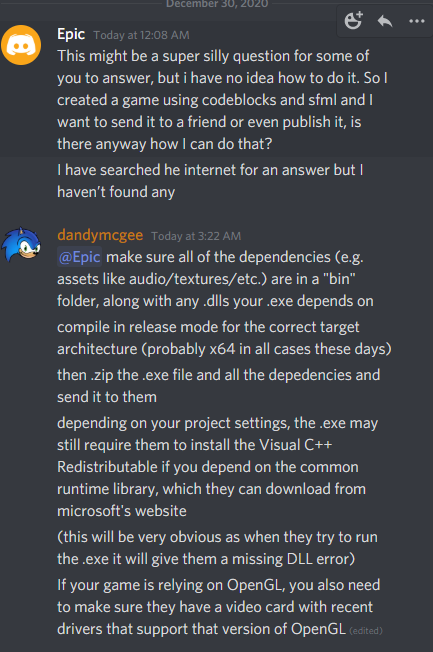 December 30, 2020
Epic Today at 12:08 AM
This might be a super silly question for some of
you to answer, but i have no idea how to do it. So I
created a game using codeblocks and sfml and I
want to send it to a friend or even publish it, is
there anyway how I can do that?
I have searched he internet for an answer but I
haven't found any
dandymcgee Today at 3:22 AM
@Epic make sure all of the dependencies (e.g.
assets like audio/textures/etc.) are in a "bin"
folder, along with any .dlls your .exe depends on
compile in release mode for the correct target
architecture (probably x64 in all cases these days)
then .zip the .exe file and all the depedencies and
send it to them
depending on your project settings, the .exe may
still require them to install the Visual C++
Redistributable if you depend on the common
runtime library, which they can download from
microsoft's website
(this will be very obvious as when they try to run
the .exe it will give them a missing DLL error)
If your game is relying on OpenGL, you also need
to make sure they have a video card with recent
drivers that support that version of OpenGL (edited)